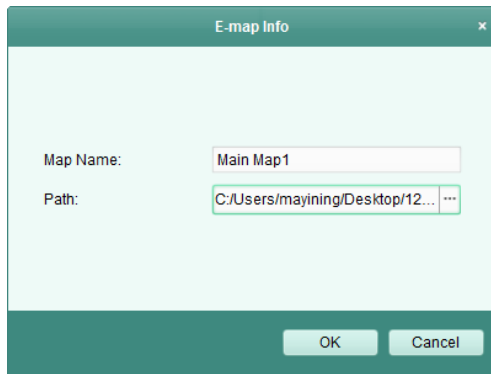 E-map Info ×
Map Name: Main Map1
Path: C:/Users/mayining/Desktop/12... ...
OK Cancel